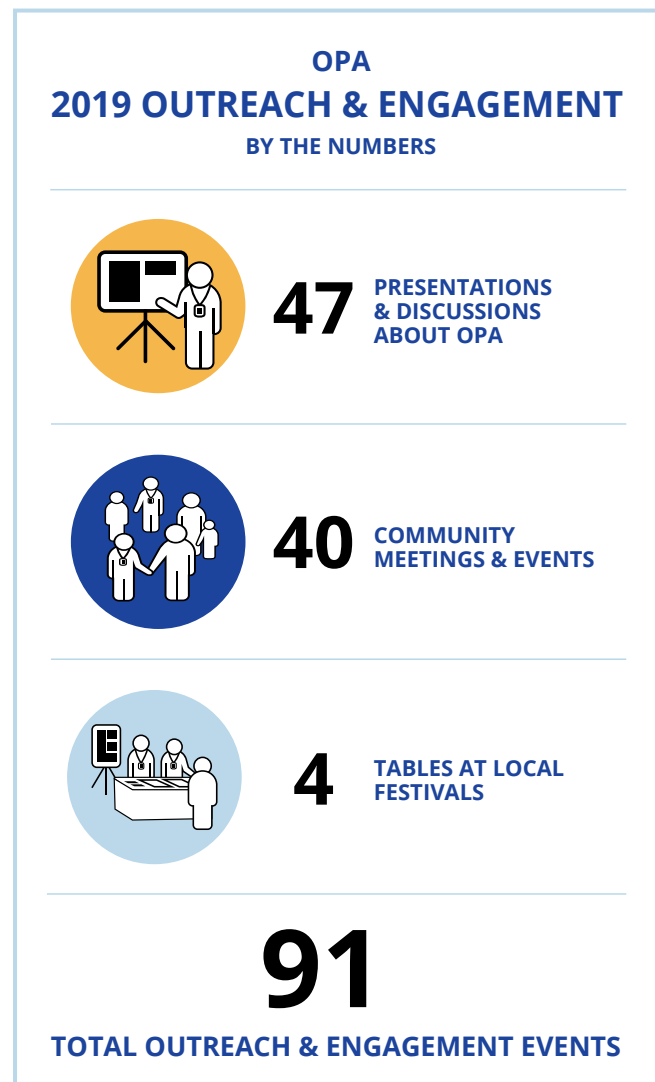 OPA
2019 OUTREACH & ENGAGEMENT
BY THE NUMBERS
47
PRESENTATIONS
& DISCUSSIONS
ABOUT OPA
40
COMMUNITY
MEETINGS & EVENTS
4
TABLES AT LOCAL
FESTIVALS
91
TOTAL OUTREACH & ENGAGEMENT EVENTS